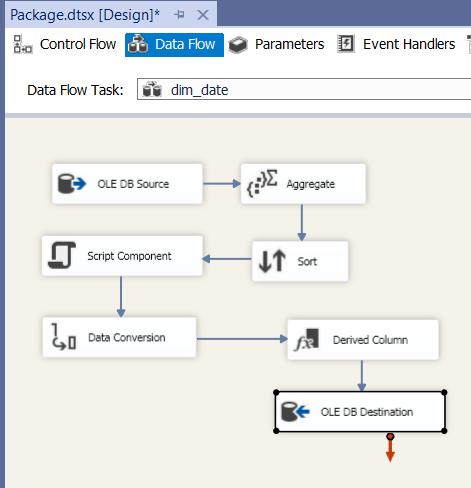 Package.dtsx [Design]*
Control Flow Data Flow Parameters Event Handlers
Data Flow Task: dim_date
OLE DB Source Aggregate
Script Component Sort
Data Conversion Derived Column
OLE DB Destination